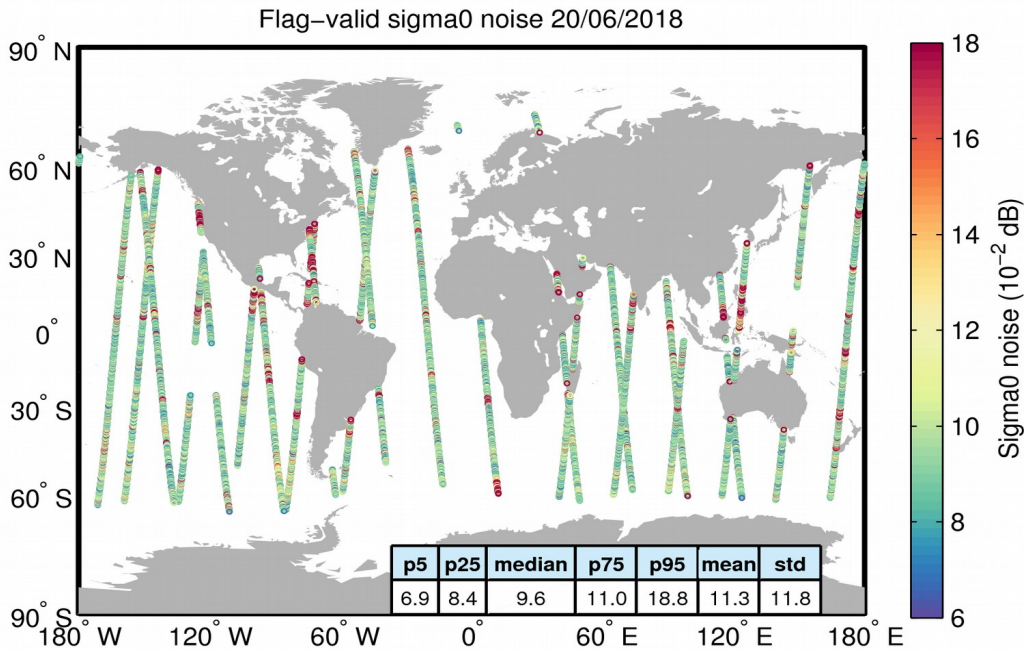 Flag−valid sigma0 noise 20/06/2018
90° N
60° N
30° N
0°
30° S
60° S
90° S
180° W 120° W 60° W 0° 60° E 120° E 180° E
p5 p25 median p75 p95 mean std
6.9 8.4 9.6 11.0 18.8 11.3 11.8
18
16
14
12
10
8
6
Sigma0 noise (10⁻² dB)